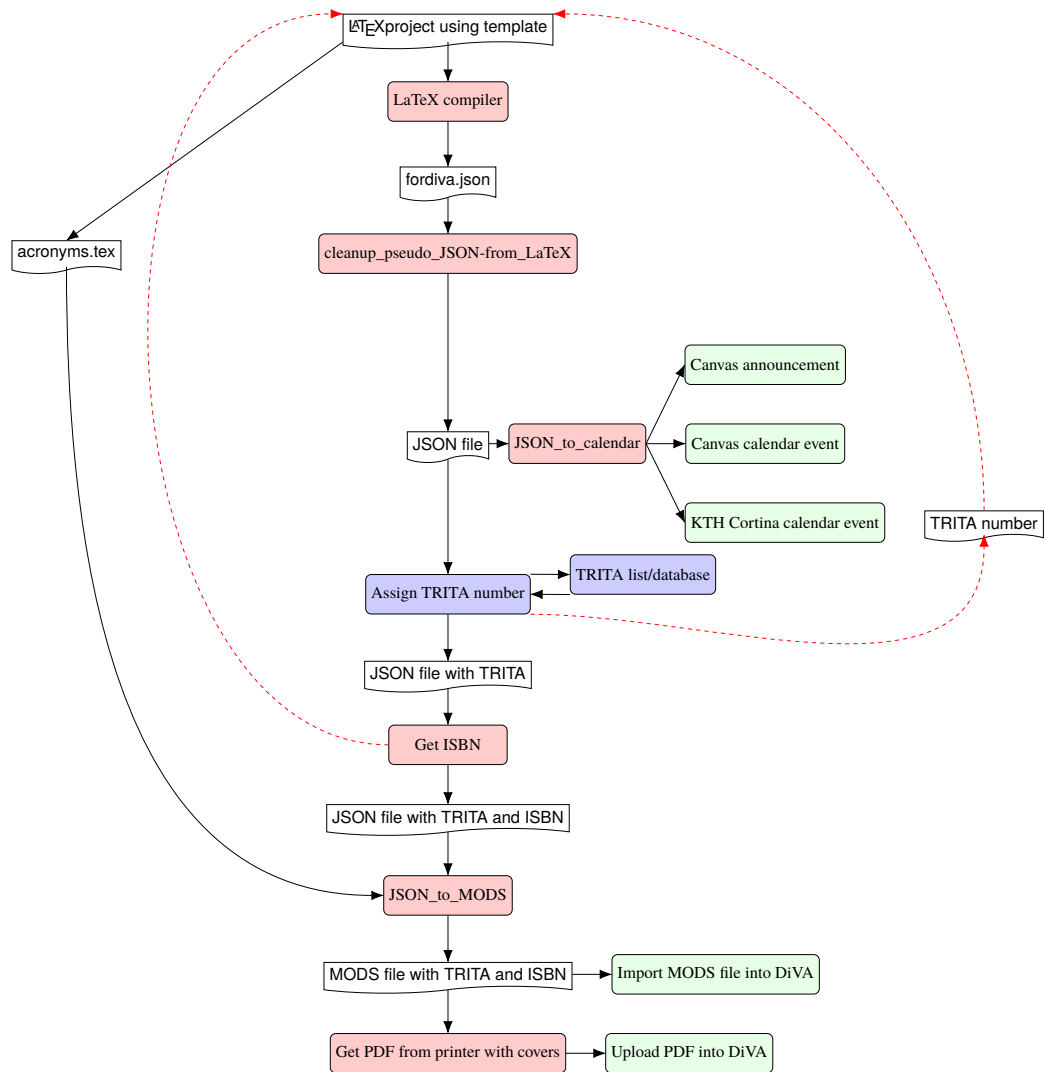 LATEXproject using template
LaTeX compiler
fordiva.json
acronyms.tex
cleanup_pseudo_JSON-from_LaTeX
Canvas announcement
JSON file
JSON_to_calendar
Canvas calendar event
KTH Cortina calendar event
TRITA number
TRITA list/database
Assign TRITA number
JSON file with TRITA
Get ISBN
JSON file with TRITA and ISBN
JSON_to_MODS
MODS file with TRITA and ISBN
Import MODS file into DiVA
Get PDF from printer with covers
Upload PDF into DiVA